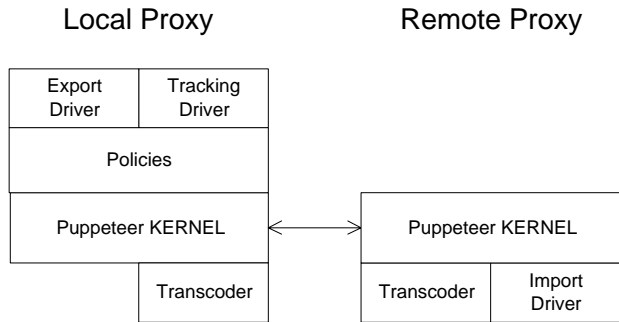 Local Proxy
Remote Proxy
Export
Driver
Tracking
Driver
Policies
Puppeteer KERNEL
Puppeteer KERNEL
Transcoder
Transcoder
Import
Driver